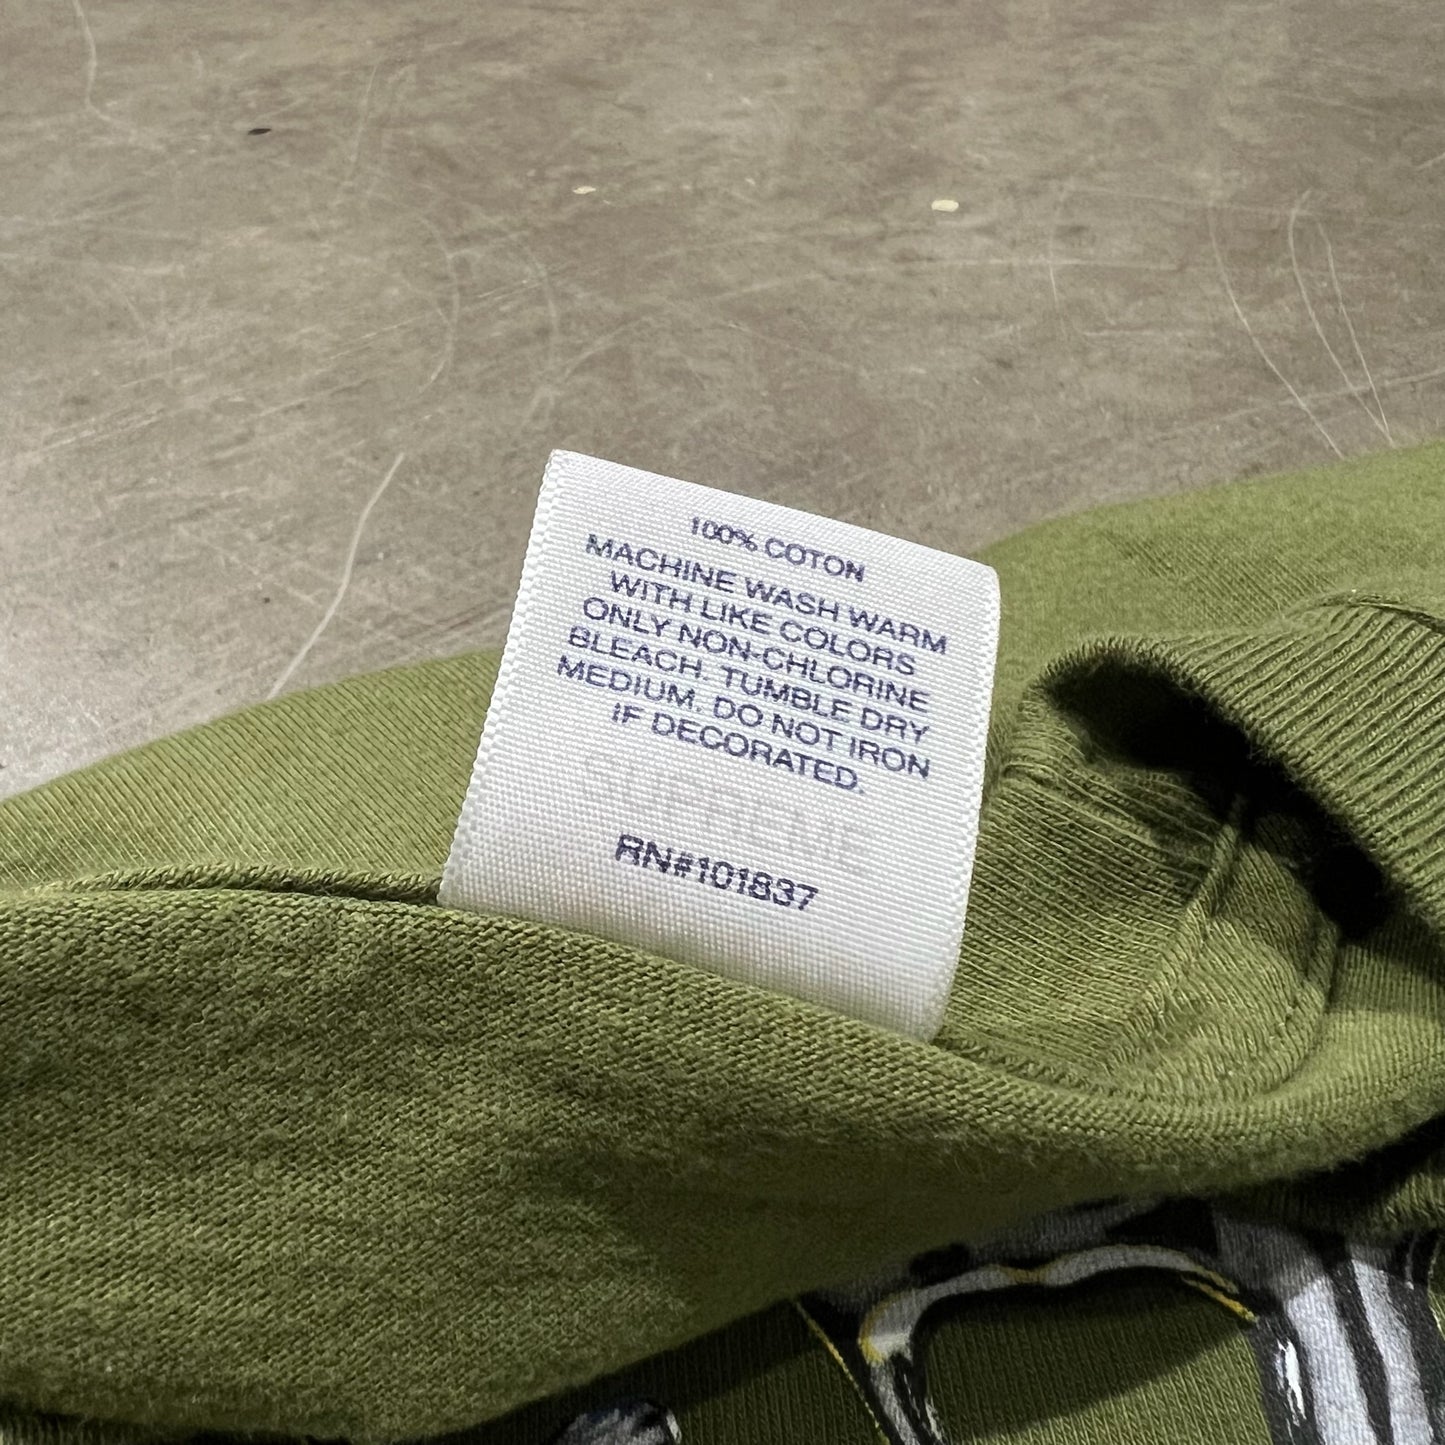 100% COTON
MACHINE WASH WARM
WITH LIKE COLORS
ONLY NON-CHLORINE
BLEACH. TUMBLE DRY
MEDIUM. DO NOT IRON
IF DECORATED.
SUPREME
RN#101837